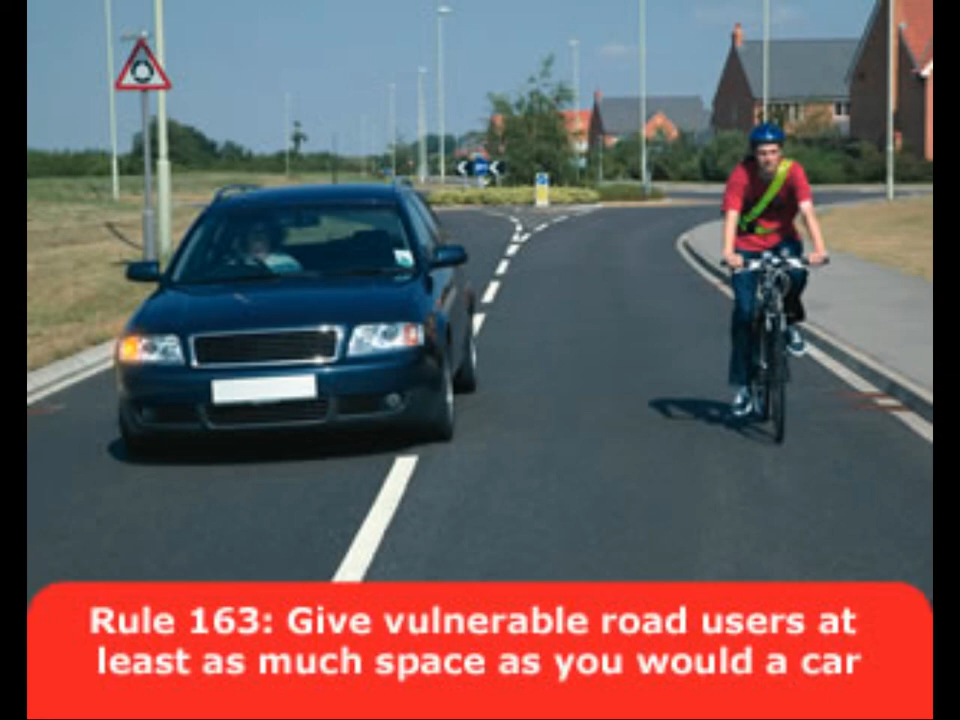 Rule 163: Give vulnerable road users at
least as much space as you would a car